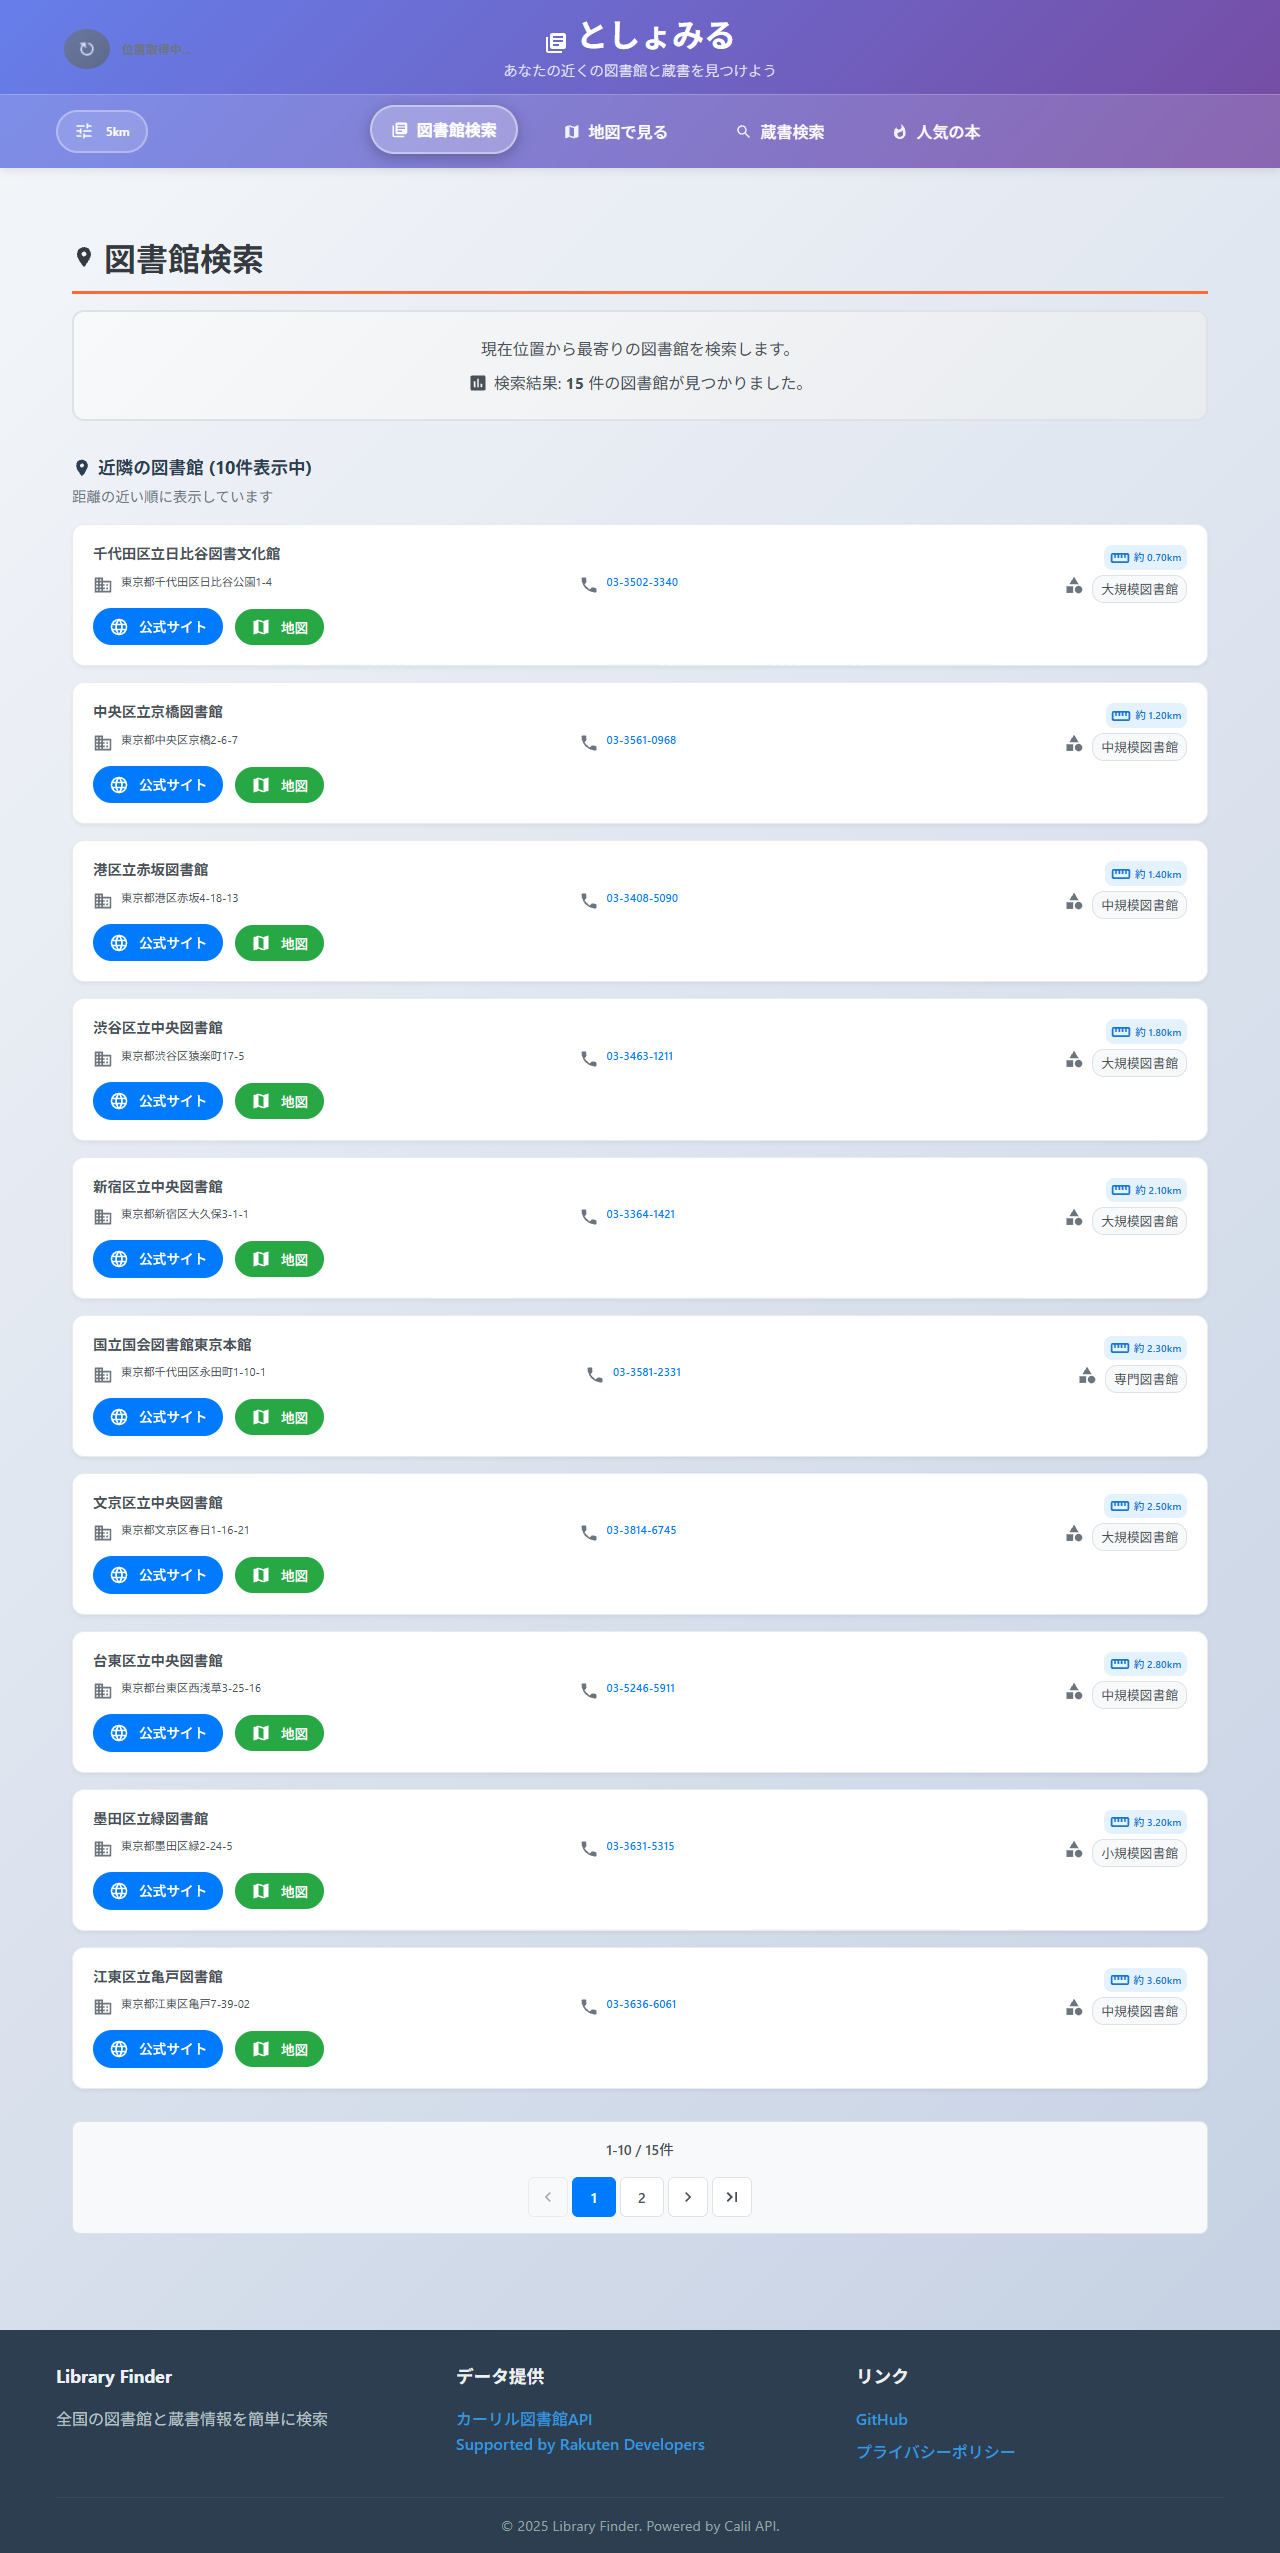 位置取得中...
としょみる
あなたの近くの図書館と蔵書を見つけよう
5km
図書館検索
地図で見る
蔵書検索
人気の本
図書館検索
現在位置から最寄りの図書館を検索します。
検索結果: 15 件の図書館が見つかりました。
近隣の図書館 (10件表示中)
距離の近い順に表示しています
千代田区立日比谷図書文化館
約 0.70km
東京都千代田区日比谷公園1-4
03-3502-3340
大規模図書館
公式サイト
地図
中央区立京橋図書館
約 1.20km
東京都中央区京橋2-6-7
03-3561-0968
中規模図書館
公式サイト
地図
港区立赤坂図書館
約 1.40km
東京都港区赤坂4-18-13
03-3408-5090
中規模図書館
公式サイト
地図
渋谷区立中央図書館
約 1.80km
東京都渋谷区猿楽町17-5
03-3463-1211
大規模図書館
公式サイト
地図
新宿区立中央図書館
約 2.10km
東京都新宿区大久保3-1-1
03-3364-1421
大規模図書館
公式サイト
地図
国立国会図書館東京本館
約 2.30km
東京都千代田区永田町1-10-1
03-3581-2331
専門図書館
公式サイト
地図
文京区立中央図書館
約 2.50km
東京都文京区春日1-16-21
03-3814-6745
大規模図書館
公式サイト
地図
台東区立中央図書館
約 2.80km
東京都台東区西浅草3-25-16
03-5246-5911
中規模図書館
公式サイト
地図
墨田区立緑図書館
約 3.20km
東京都墨田区緑2-24-5
03-3631-5315
小規模図書館
公式サイト
地図
江東区立亀戸図書館
約 3.60km
東京都江東区亀戸7-39-02
03-3636-6061
中規模図書館
公式サイト
地図
1-10 / 15件
1
2
Library Finder
全国の図書館と蔵書情報を簡単に検索
データ提供
カーリル図書館API
Supported by Rakuten Developers
リンク
GitHub
プライバシーポリシー
© 2025 Library Finder. Powered by Calil API.